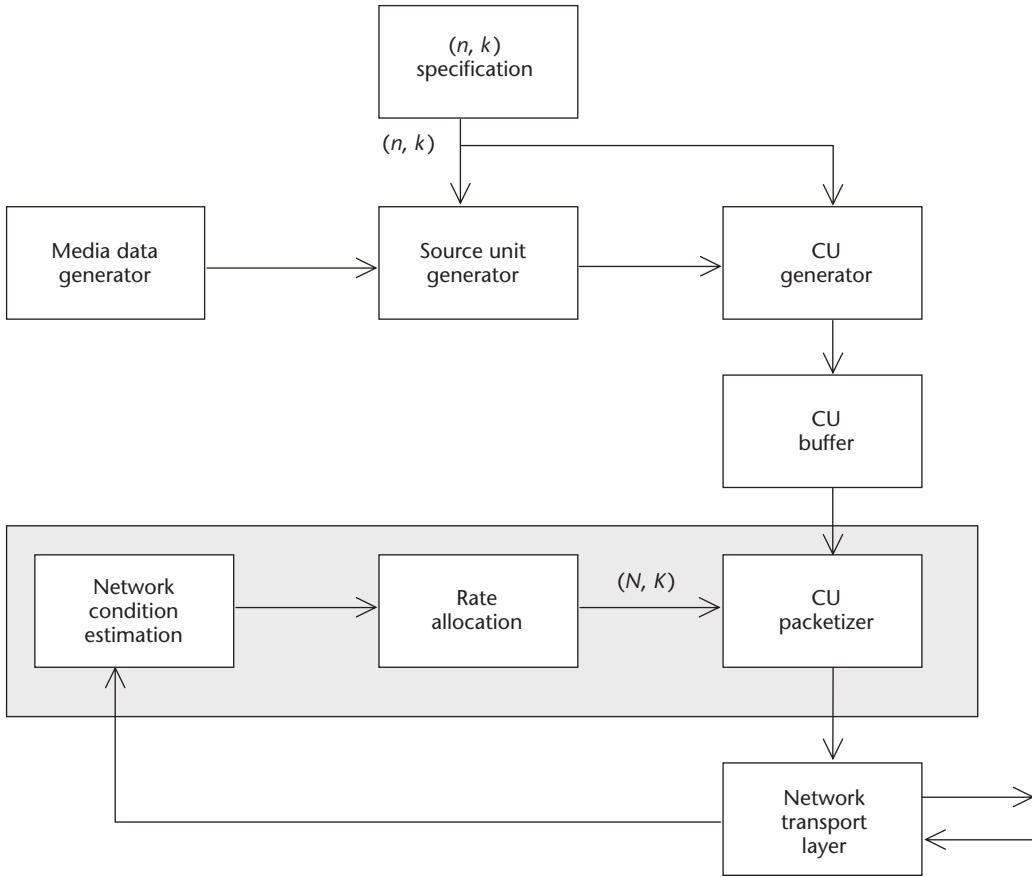 (n, k)
specification
(n, k)
Media data
generator
Source unit
generator
CU
generator
CU
buffer
Network
condition
estimation
Rate
allocation
(N, K)
CU
packetizer
Network
transport
layer